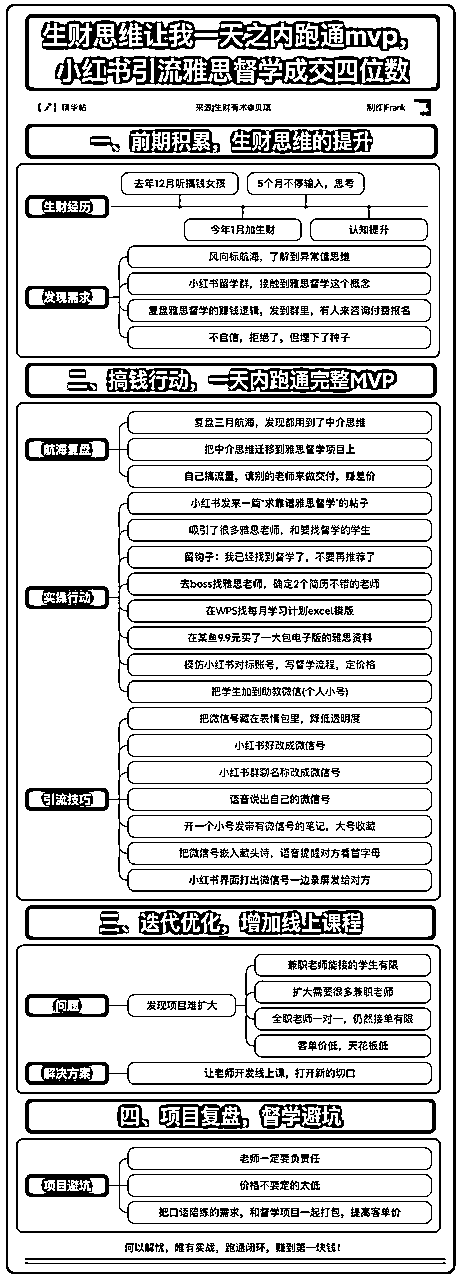 生财思维让我一天之内跑通mvp，
小红书引流雅思督学成交四位数
来源|生财有术@贝琪
制作|Frank
一、前期积累，生财思维的提升
去年12月听搞钱女孩
5个月不停输入，思考
生财经历
今年1月加生财
认知提升
风向标航海，了解到异常值思维
小红书留学群，接触到雅思督学这个概念
发现需求
复盘雅思督学的赚钱逻辑，发到群里，有人来咨询付费报名
不自信，拒绝了，但埋下了种子
二、搞钱行动，一天内跑通完整MVP
复盘三月航海，发现都用到了中介思维
航海复盘
把中介思维迁移到雅思督学项目上
自己搞流量，请别的老师来做交付，赚差价
小红书发来一篇“求靠谱雅思督学”的帖子
吸引了很多雅思老师，和要找督学的学生
留钩子：我已经找到督学了，不要再推荐了
去boss找雅思老师，确定2个简历不错的老师
实操行动
在WPS找每月学习计划excel模版
在某鱼9.9元买了一大包电子版的雅思资料
模仿小红书对标账号，写督学流程，定价格
把学生加到助教微信(个人小号)
把微信号藏在表情包里，降低透明度
小红书好改成微信号
小红书群聊名称改成微信号
引流技巧
语音说出自己的微信号
开一个小号发带有微信号的笔记，大号收藏
把微信号嵌入藏头诗，语音提醒对方看首字母
小红书界面打出微信号一边录屏发给对方
三、迭代优化，增加线上课程
兼职老师能接的学生有限
扩大需要很多兼职老师
问题
发现项目难扩大
全职老师一对一，仍然接单有限
客单价低，天花板低
解决方案
让老师开发线上课，打开新的切口
四、项目复盘，督学避坑
老师一定要负责任
项目避坑
价格不要定的太低
把口语陪练的需求，和督学项目一起打包，提高客单价
何以解忧，唯有实战，跑通闭环，赚到第一块钱！